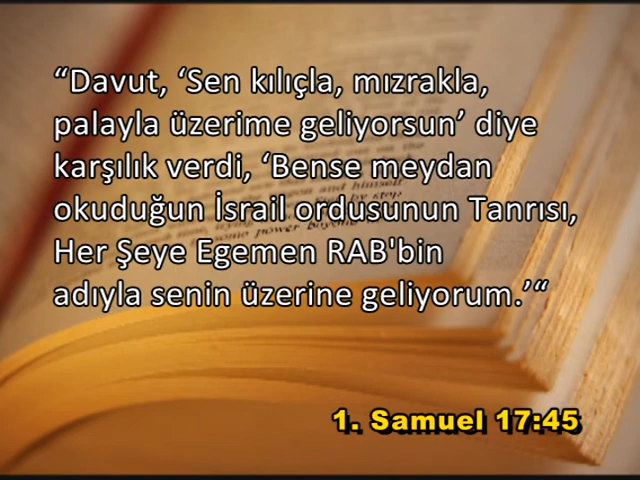 “Davut, ‘Sen kılıçla, mızrakla,
palayla üzerime geliyorsun’ diye
karşılık verdi, ‘Bense meydan
okuduğun İsrail ordusunun Tanrısı,
Her Şeye Egemen RAB'bin
adıyla senin üzerine geliyorum.’“
1. Samuel 17:45